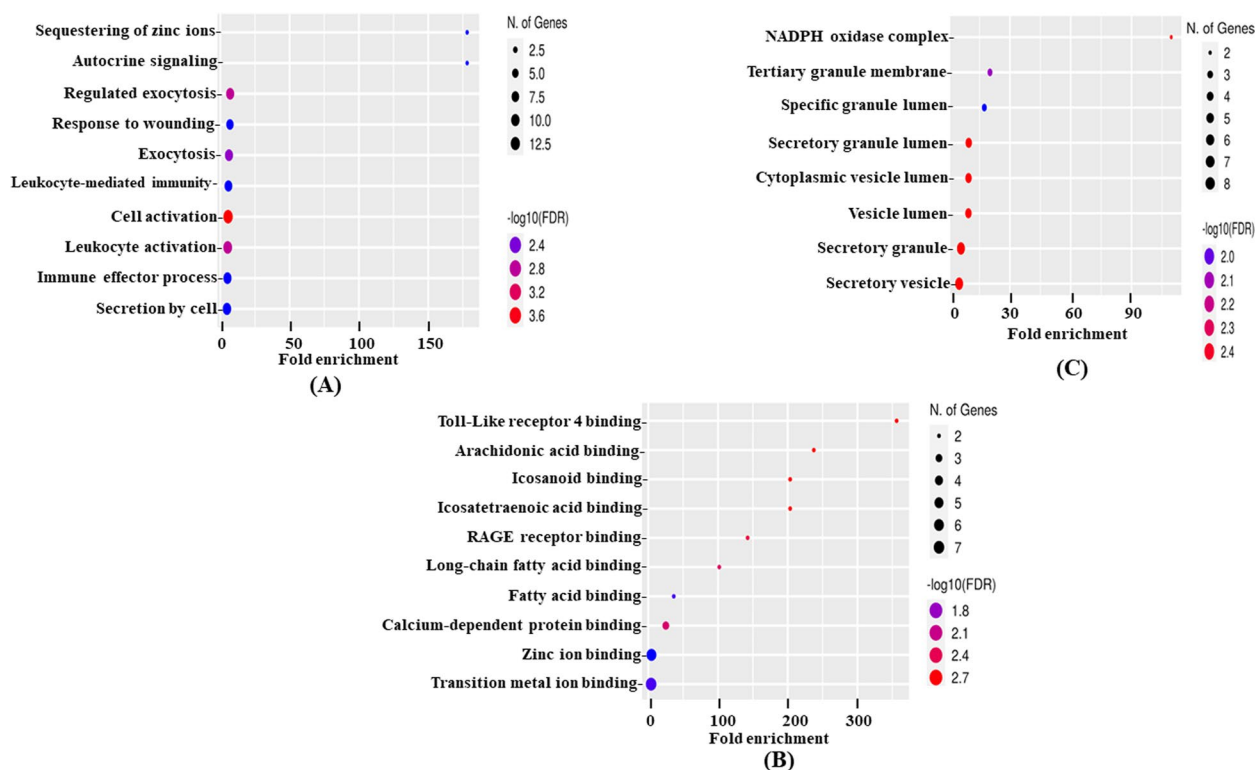 Sequestering of zinc ions-
Autocrine signaling-
Regulated exocytosis-
Response to wounding-
Exocytosis-
Leukocyte-mediated immunity-
Cell activation-
Leukocyte activation-
Immune effector process-
Secretion by cell-
0 50 100 150
Fold enrichment
(A)
N. of Genes
2.5
5.0
7.5
10.0
12.5
-log10(FDR)
2.4
2.8
3.2
3.6
NADPH oxidase complex
Tertiary granule membrane-
Specific granule lumen-
Secretory granule lumen
Cytoplasmic vesicle lumen
Vesicle lumen
Secretory granule-
Secretory vesicle-
0 30 60 90
Fold enrichment
(C)
N. of Genes
2
3
4
5
6
7
8
-log10(FDR)
2.0
2.1
2.2
2.3
2.4
Toll-Like receptor 4 binding-
Arachidonic acid binding-
Icosanoid binding-
Icosatetraenoic acid binding-
RAGE receptor binding-
Long-chain fatty acid binding-
Fatty acid binding-
Calcium-dependent protein binding-
Zinc ion binding-
Transition metal ion binding-
0 100 200 300
Fold enrichment
(B)
N. of Genes
2
3
4
5
6
7
-log10(FDR)
1.8
2.1
2.4
2.7